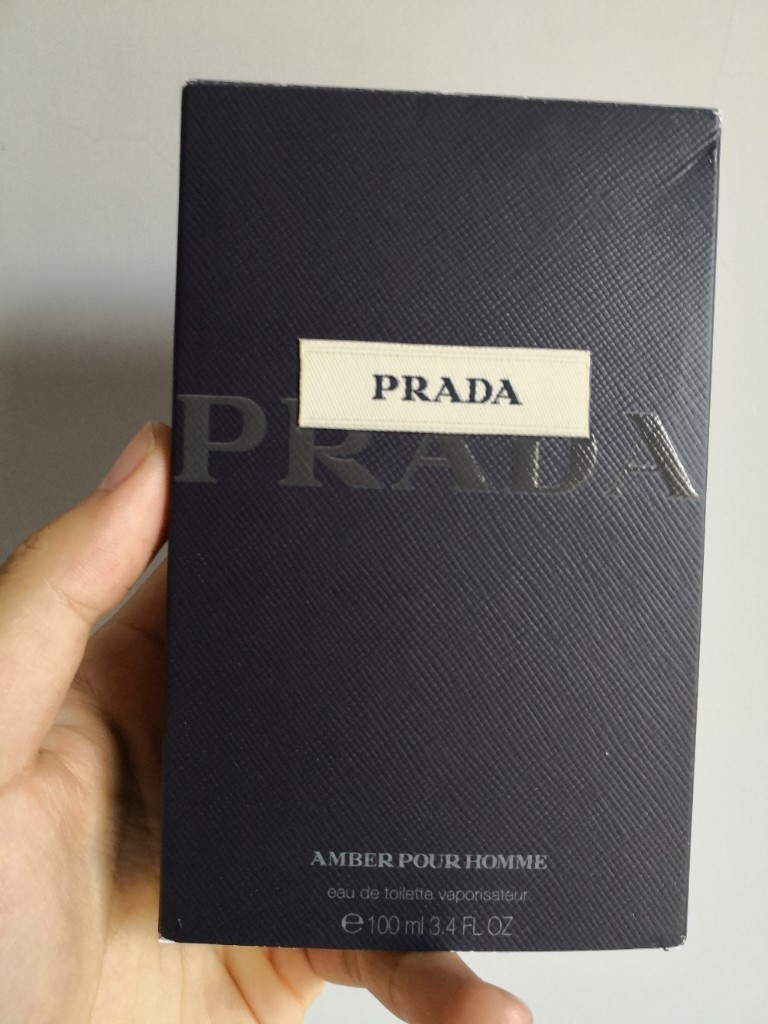 PRADA
PRADA
AMBER POUR HOMME
eau de toilette vaporisateur
℮ 100 ml 3.4 FL OZ